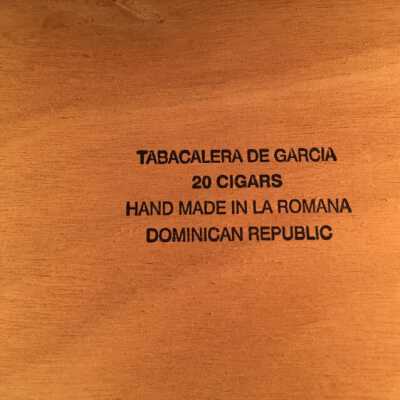 TABACALERA DE GARCIA
20 CIGARS
HAND MADE IN LA ROMANA
DOMINICAN REPUBLIC